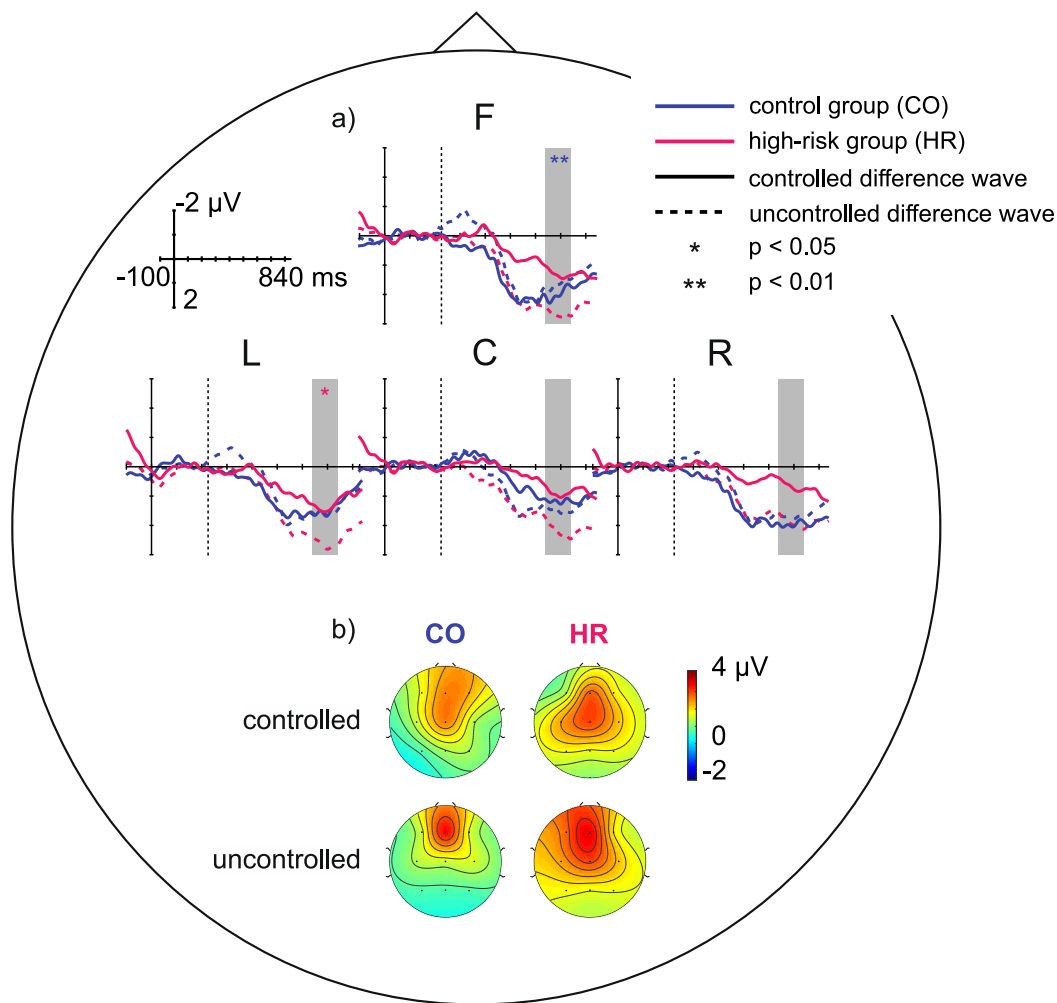 a)
F
control group (CO)
high-risk group (HR)
controlled difference wave
uncontrolled difference wave
* p < 0.05
** p < 0.01
**
-2 µV
-100
840 ms
2
L
C
R
*
b)
CO
HR
controlled
uncontrolled
4 µV
0
-2